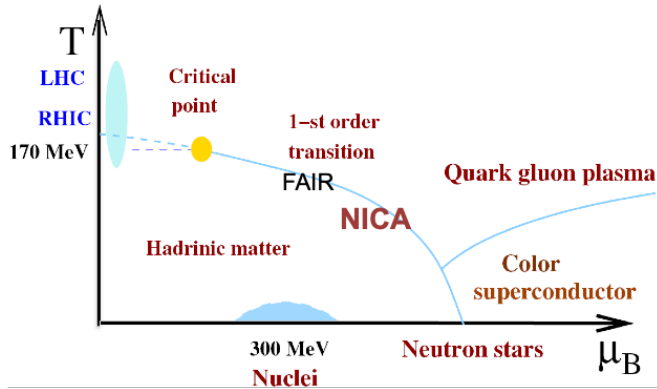 T
LHC
Critical
point
RHIC
1-st order
transition
170 MeV
FAIR
Quark gluon plasma
NICA
Hadrinic matter
Color
superconductor
300 MeV
Neutron stars
μB
Nuclei